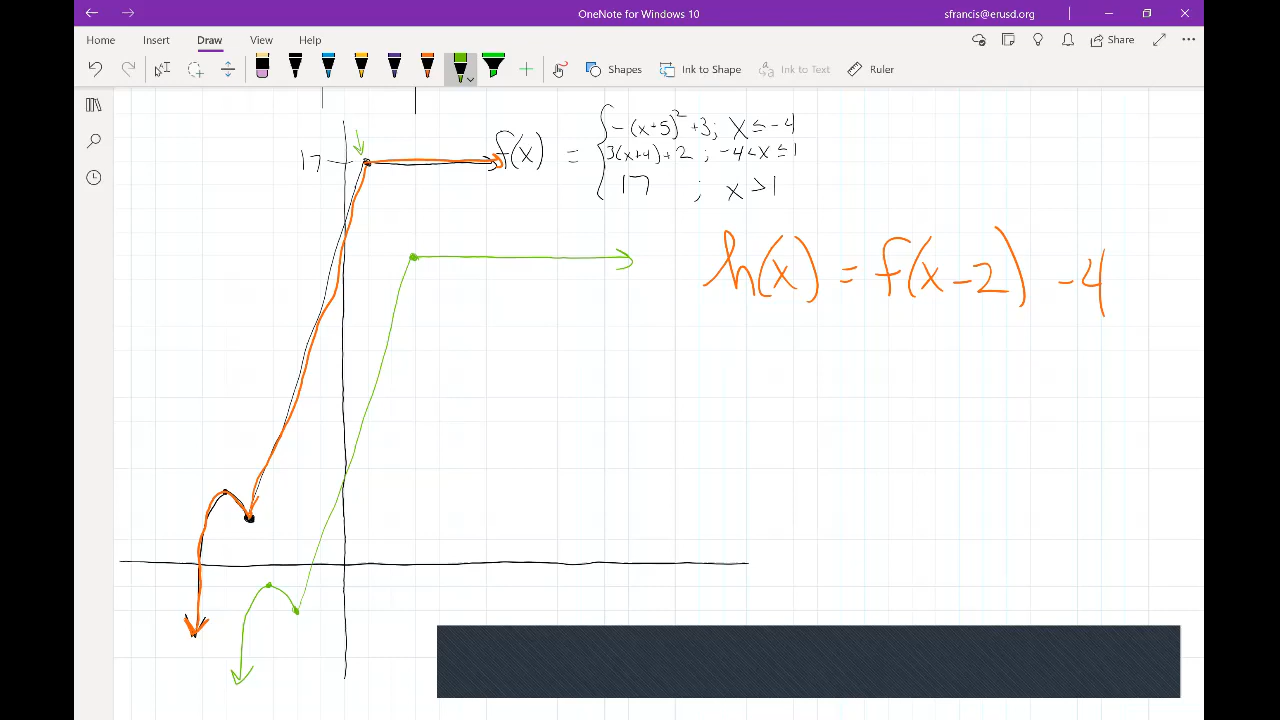 OneNote for Windows 10
sfrancis@erusd.org
Home Insert Draw View Help
Share
Shapes Ink to Shape Ink to Text Ruler
17
f(x) = { -(x+5)² +3; x ≤ -4
3(x+4)+2 ; -4<x≤1
17 ; x >1
h(x) = f(x-2) -4